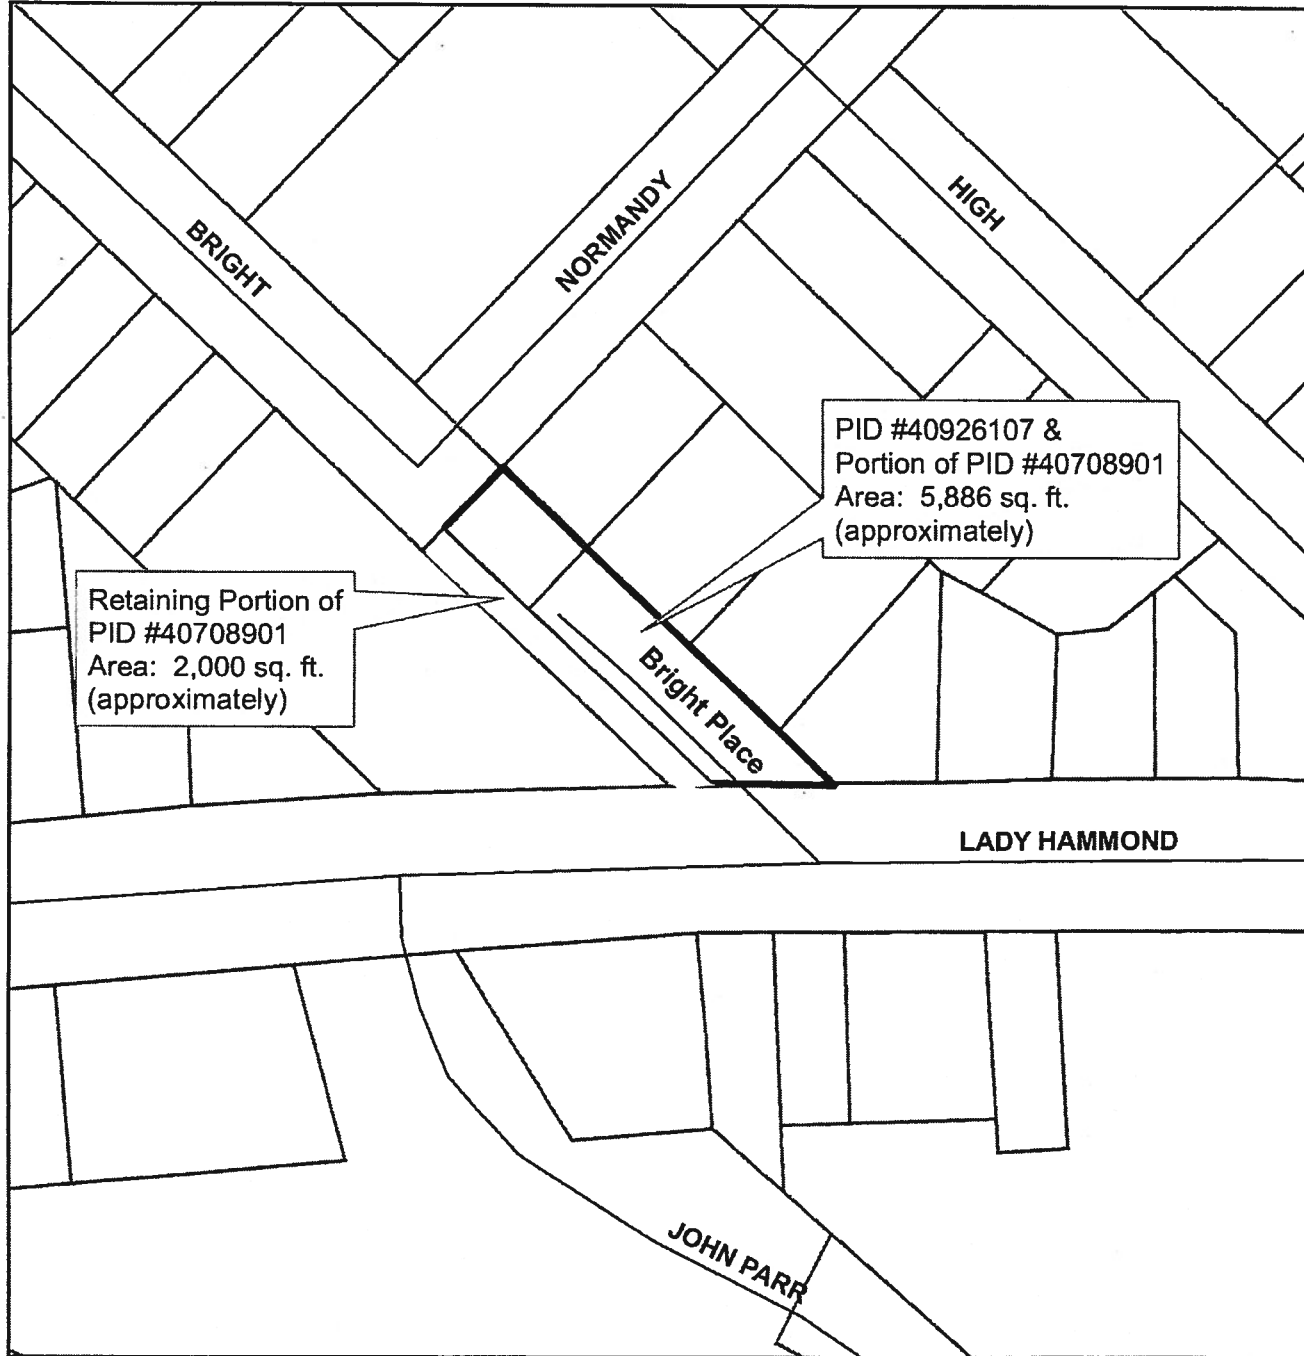 BRIGHT
NORMANDY
HIGH
PID #40926107 &
Portion of PID #40708901
Area: 5,886 sq. ft.
(approximately)
Retaining Portion of
PID #40708901
Area: 2,000 sq. ft.
(approximately)
Bright Place
LADY HAMMOND
JOHN PARR